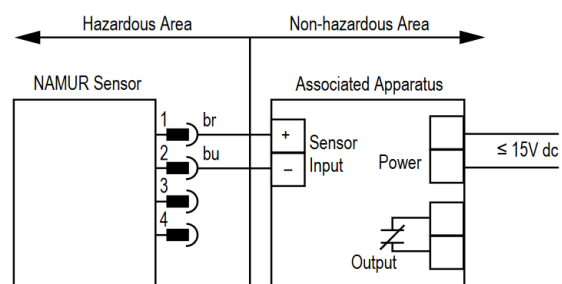 Hazardous Area
Non-hazardous Area
NAMUR Sensor
Associated Apparatus
1 br
2 bu
3
4
+
–
Sensor
Input
Power
≤ 15V dc
Output